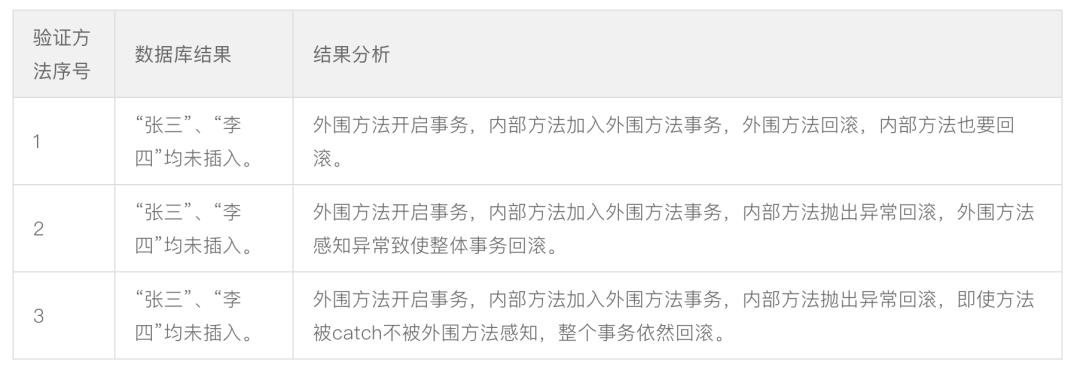 验证方
法序号
数据库结果
结果分析
1
“张三”、“李
四”均未插入。
外围方法开启事务，内部方法加入外围方法事务，外围方法回滚，内部方法也要回
滚。
2
“张三”、“李
四”均未插入。
外围方法开启事务，内部方法加入外围方法事务，内部方法抛出异常回滚，外围方法
感知异常致使整体事务回滚。
3
“张三”、“李
四”均未插入。
外围方法开启事务，内部方法加入外围方法事务，内部方法抛出异常回滚，即使方法
被catch不被外围方法感知，整个事务依然回滚。